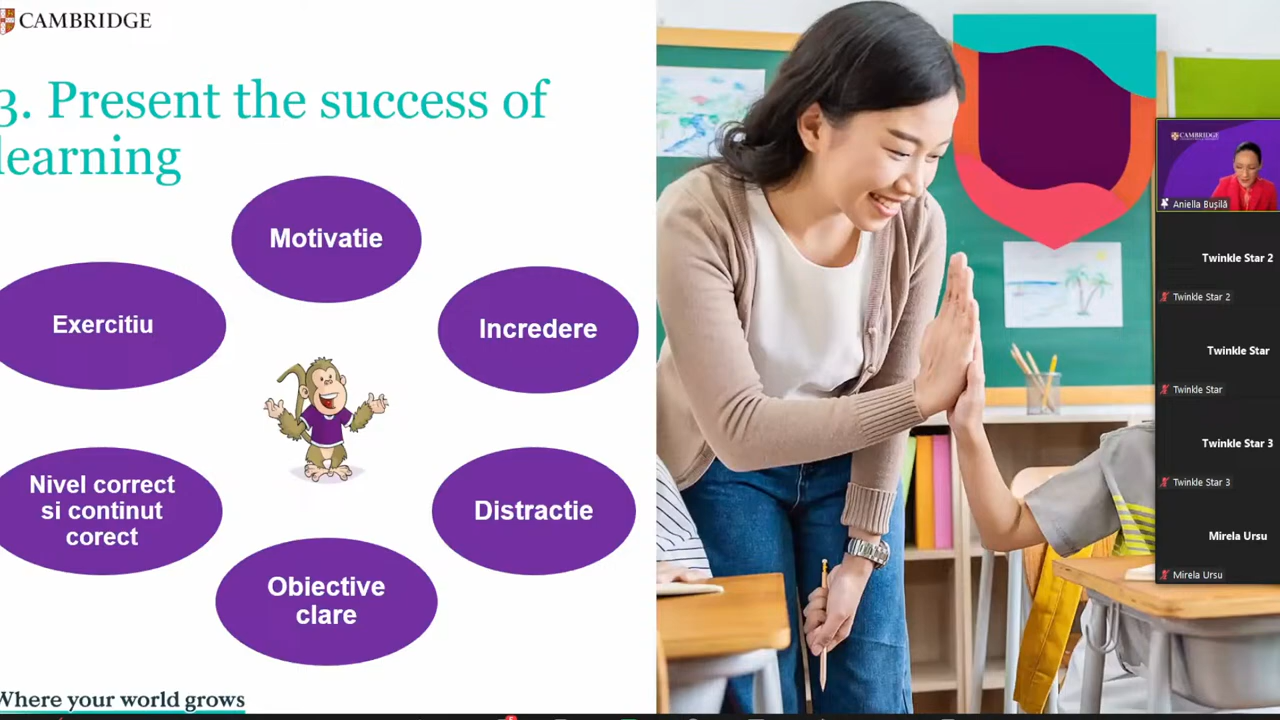 CAMBRIDGE
3. Present the success of
learning
Motivatie
Exercitiu
Incredere
Nivel correct
si continut
corect
Distractie
Obiective
clare
Where your world grows
CAMBRIDGE
Aniella Bușilă
Twinkle Star 2
Twinkle Star 2
Twinkle Star
Twinkle Star
Twinkle Star 3
Twinkle Star 3
Mirela Ursu
Mirela Ursu